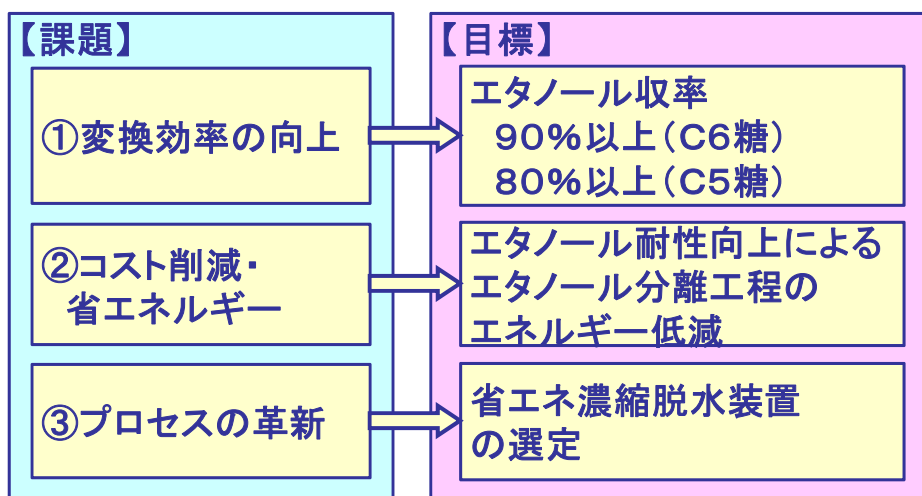 【課題】
①変換効率の向上
②コスト削減・
省エネルギー
③プロセスの革新
【目標】
エタノール収率
90%以上(C6糖)
80%以上(C5糖)
エタノール耐性向上による
エタノール分離工程の
エネルギー低減
省エネ濃縮脱水装置
の選定